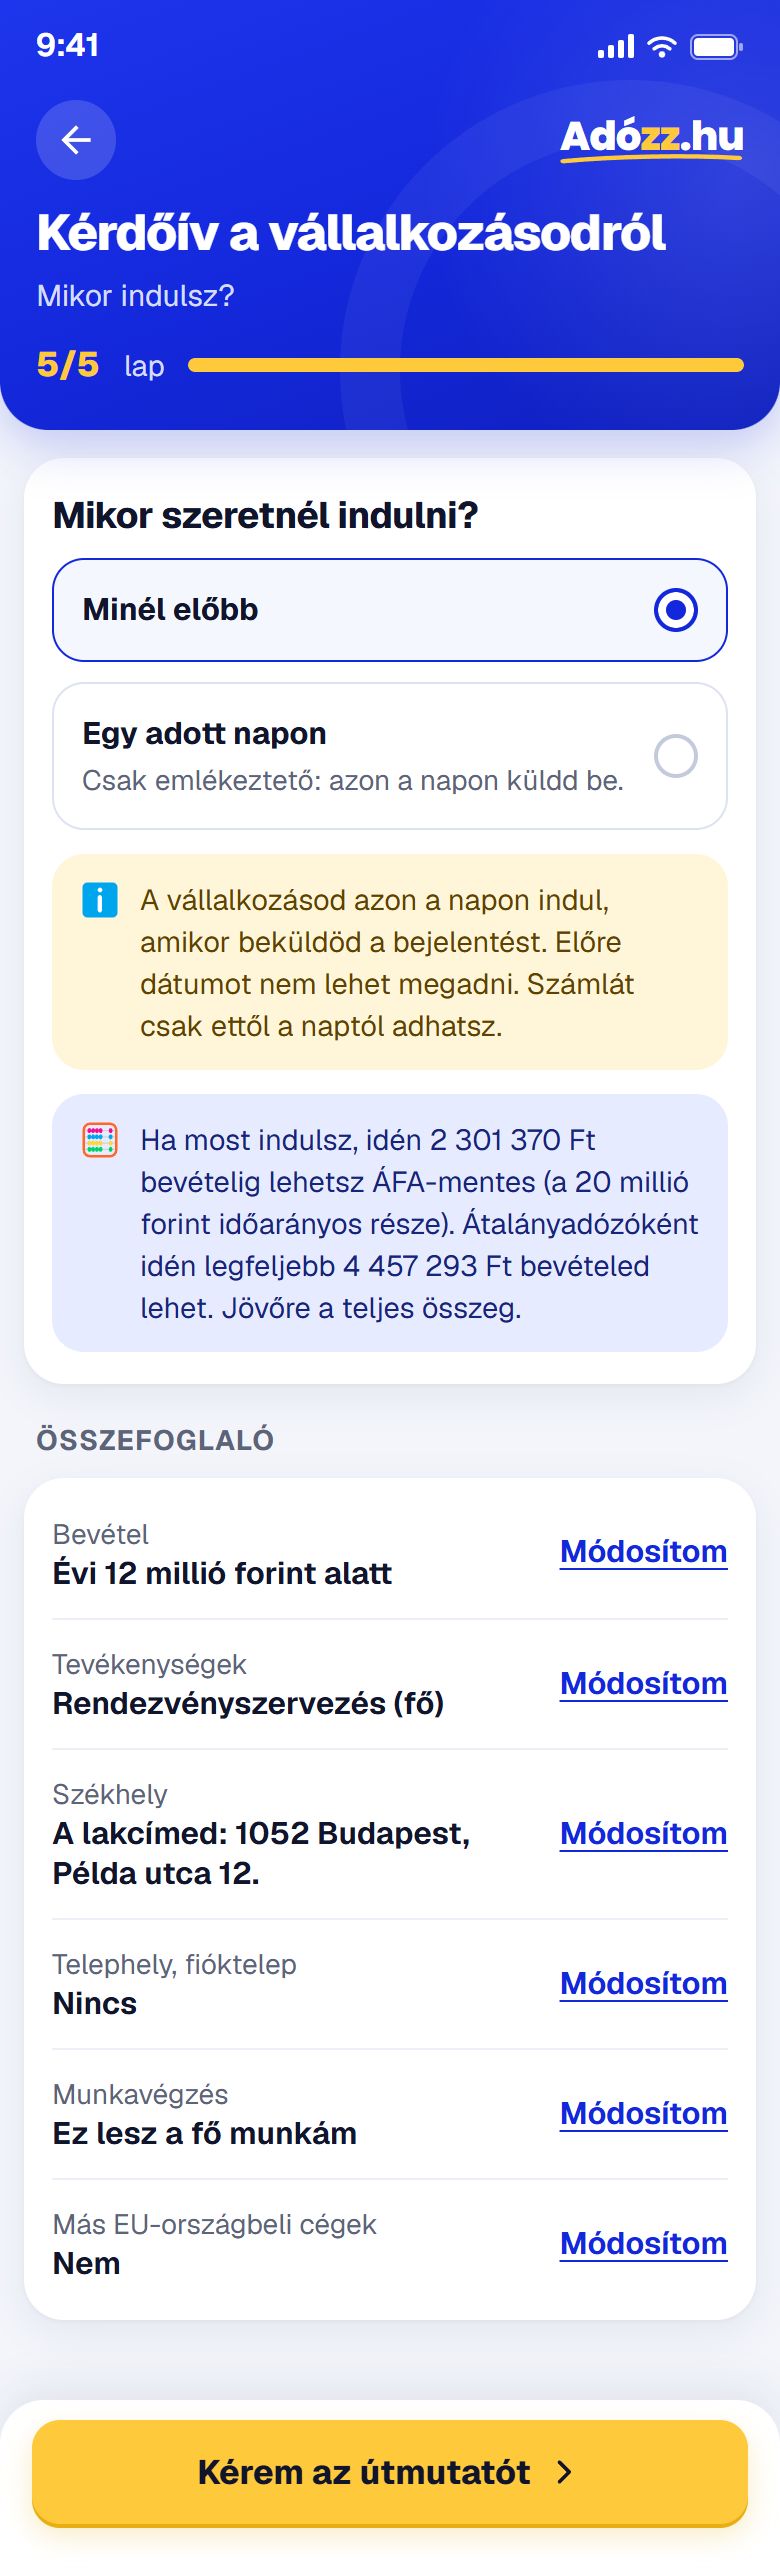 9:41
Adózz.hu
Kérdőív a vállalkozásodról
Mikor indulsz?
5/5 lap
Mikor szeretnél indulni?
Minél előbb
Egy adott napon
Csak emlékeztető: azon a napon küldd be.
A vállalkozásod azon a napon indul,
amikor beküldöd a bejelentést. Előre
dátumot nem lehet megadni. Számlát
csak ettől a naptól adhatsz.
Ha most indulsz, idén 2 301 370 Ft
bevételig lehetsz ÁFA-mentes (a 20 millió
forint időarányos része). Átalányadózóként
idén legfeljebb 4 457 293 Ft bevételed
lehet. Jövőre a teljes összeg.
ÖSSZEFOGLALÓ
Bevétel
Évi 12 millió forint alatt
Módosítom
Tevékenységek
Rendezvényszervezés (fő)
Módosítom
Székhely
A lakcímed: 1052 Budapest,
Példa utca 12.
Módosítom
Telephely, fióktelep
Nincs
Módosítom
Munkavégzés
Ez lesz a fő munkám
Módosítom
Más EU-országbeli cégek
Nem
Módosítom
Kérem az útmutatót